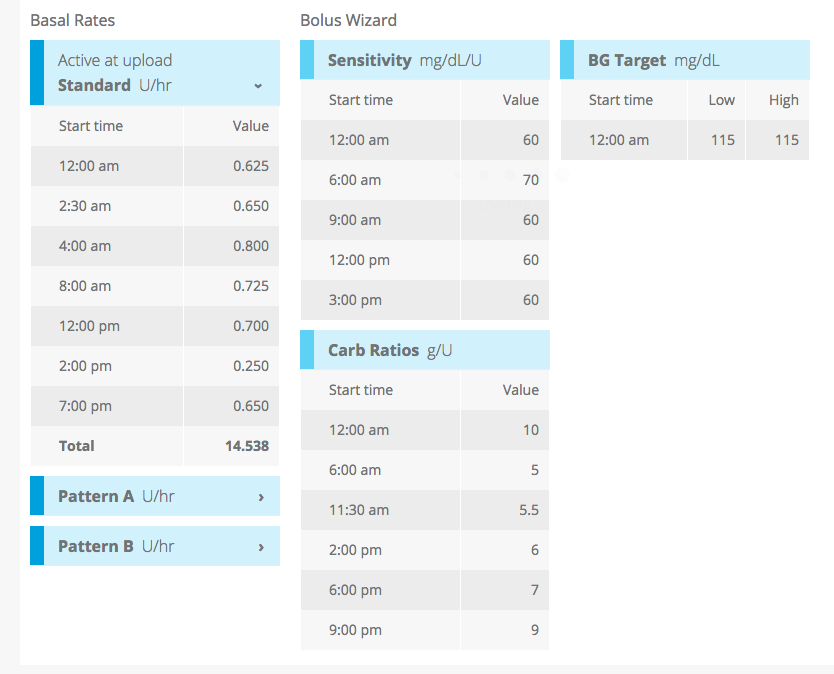 Basal Rates
Active at upload
Standard U/hr
Start time Value
12:00 am 0.625
2:30 am 0.650
4:00 am 0.800
8:00 am 0.725
12:00 pm 0.700
2:00 pm 0.250
7:00 pm 0.650
Total 14.538
Pattern A U/hr
Pattern B U/hr
Bolus Wizard
Sensitivity mg/dL/U
Start time Value
12:00 am 60
6:00 am 70
9:00 am 60
12:00 pm 60
3:00 pm 60
Carb Ratios g/U
Start time Value
12:00 am 10
6:00 am 5
11:30 am 5.5
2:00 pm 6
6:00 pm 7
9:00 pm 9
BG Target mg/dL
Start time Low High
12:00 am 115 115